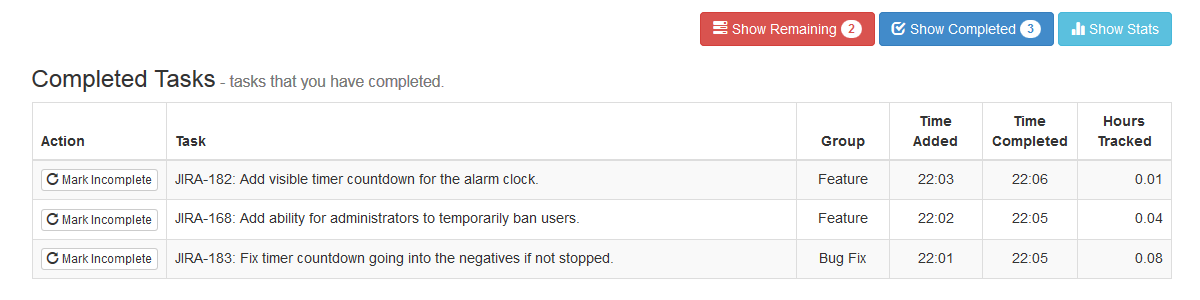 Show Remaining 2 Show Completed 3 Show Stats
Completed Tasks - tasks that you have completed.
Action Task Group Time Added Time Completed Hours Tracked
Mark Incomplete JIRA-182: Add visible timer countdown for the alarm clock. Feature 22:03 22:06 0.01
Mark Incomplete JIRA-168: Add ability for administrators to temporarily ban users. Feature 22:02 22:05 0.04
Mark Incomplete JIRA-183: Fix timer countdown going into the negatives if not stopped. Bug Fix 22:01 22:05 0.08